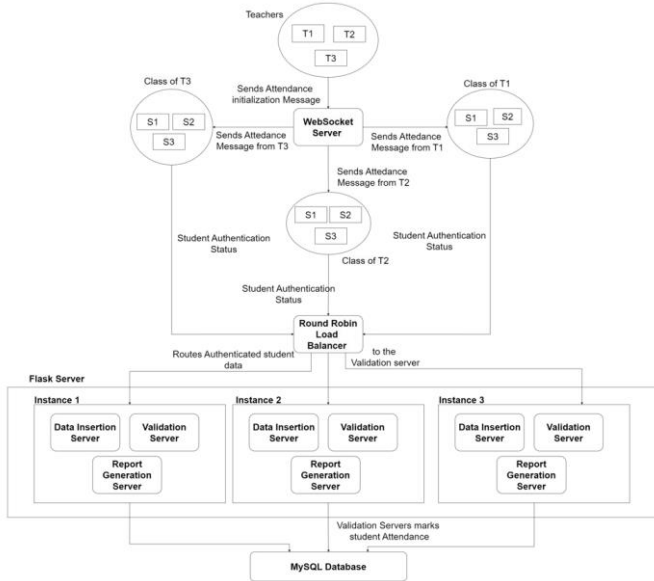 Teachers
T1
T2
T3
Sends Attendance
initialization Message
Class of T3
S1
S2
S3
WebSocket
Server
Class of T1
S1
S2
S3
Sends Attedance
Message from T3
Sends Attedance
Message from T1
Sends Attedance
Message from T2
S1
S2
S3
Class of T2
Student Authentication
Status
Student Authentication
Status
Student Authentication
Status
Round Robin
Load
Balancer
Routes Authenticated student
data
to the
Validation server
Flask Server
Instance 1
Data Insertion
Server
Validation
Server
Report
Generation
Server
Instance 2
Data Insertion
Server
Validation
Server
Report
Generation
Server
Instance 3
Data Insertion
Server
Validation
Server
Report
Generation
Server
Validation Servers marks
student Attendance
MySQL Database